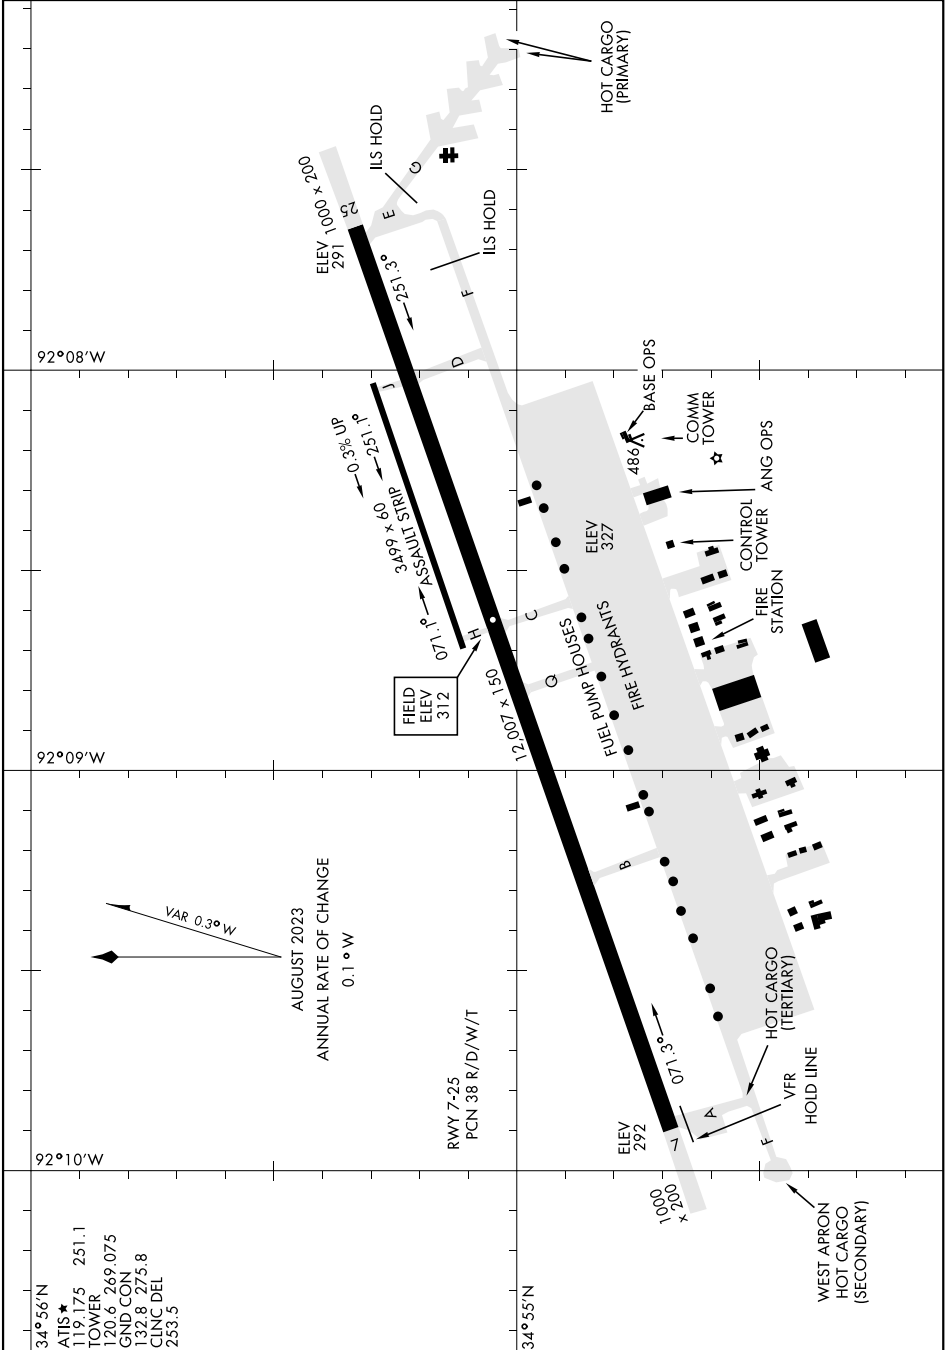 34°56'N
ATIS★
119.175 251.1
TOWER
120.6 269.075
GND CON
132.8 275.8
CLNC DEL
253.5
92°10'W
92°09'W
92°08'W
34°55'N
VAR 0.3° W
AUGUST 2023
ANNUAL RATE OF CHANGE
0.1 ° W
RWY 7-25
PCN 38 R/D/W/T
FIELD
ELEV
312
071.1°
3499 x 60
ASSAULT STRIP
0.3% UP
251.1°
ELEV
291
1000 x 200
25
251.3°
12,007 x 150
071.3°
7
ELEV
292
1000
x 200
A
B
C
D
E
F
F
G
H
J
Q
ILS HOLD
ILS HOLD
HOT CARGO
(PRIMARY)
FUEL PUMP HOUSES
FIRE HYDRANTS
ELEV
327
486
BASE OPS
COMM
TOWER
ANG OPS
CONTROL
TOWER
FIRE
STATION
HOT CARGO
(TERTIARY)
VFR
HOLD LINE
WEST APRON
HOT CARGO
(SECONDARY)